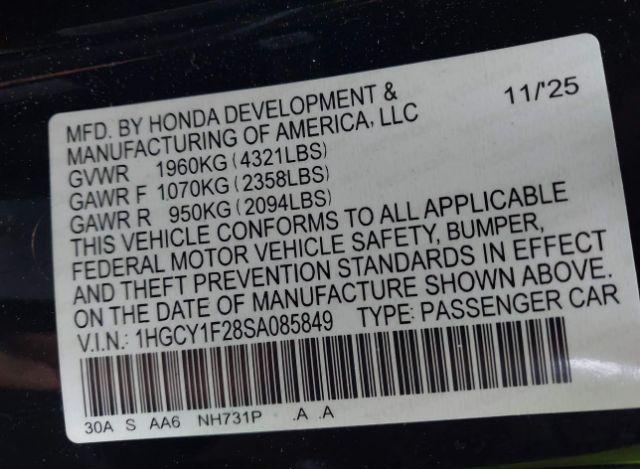 MFD. BY HONDA DEVELOPMENT & 11/'25
MANUFACTURING OF AMERICA, LLC
GVWR 1960KG (4321LBS)
GAWR F 1070KG (2358LBS)
GAWR R 950KG (2094LBS)
THIS VEHICLE CONFORMS TO ALL APPLICABLE
FEDERAL MOTOR VEHICLE SAFETY, BUMPER,
AND THEFT PREVENTION STANDARDS IN EFFECT
ON THE DATE OF MANUFACTURE SHOWN ABOVE.
V.I.N.: 1HGCY1F28SA085849 TYPE: PASSENGER CAR
30A S AA6 NH731P .A .A